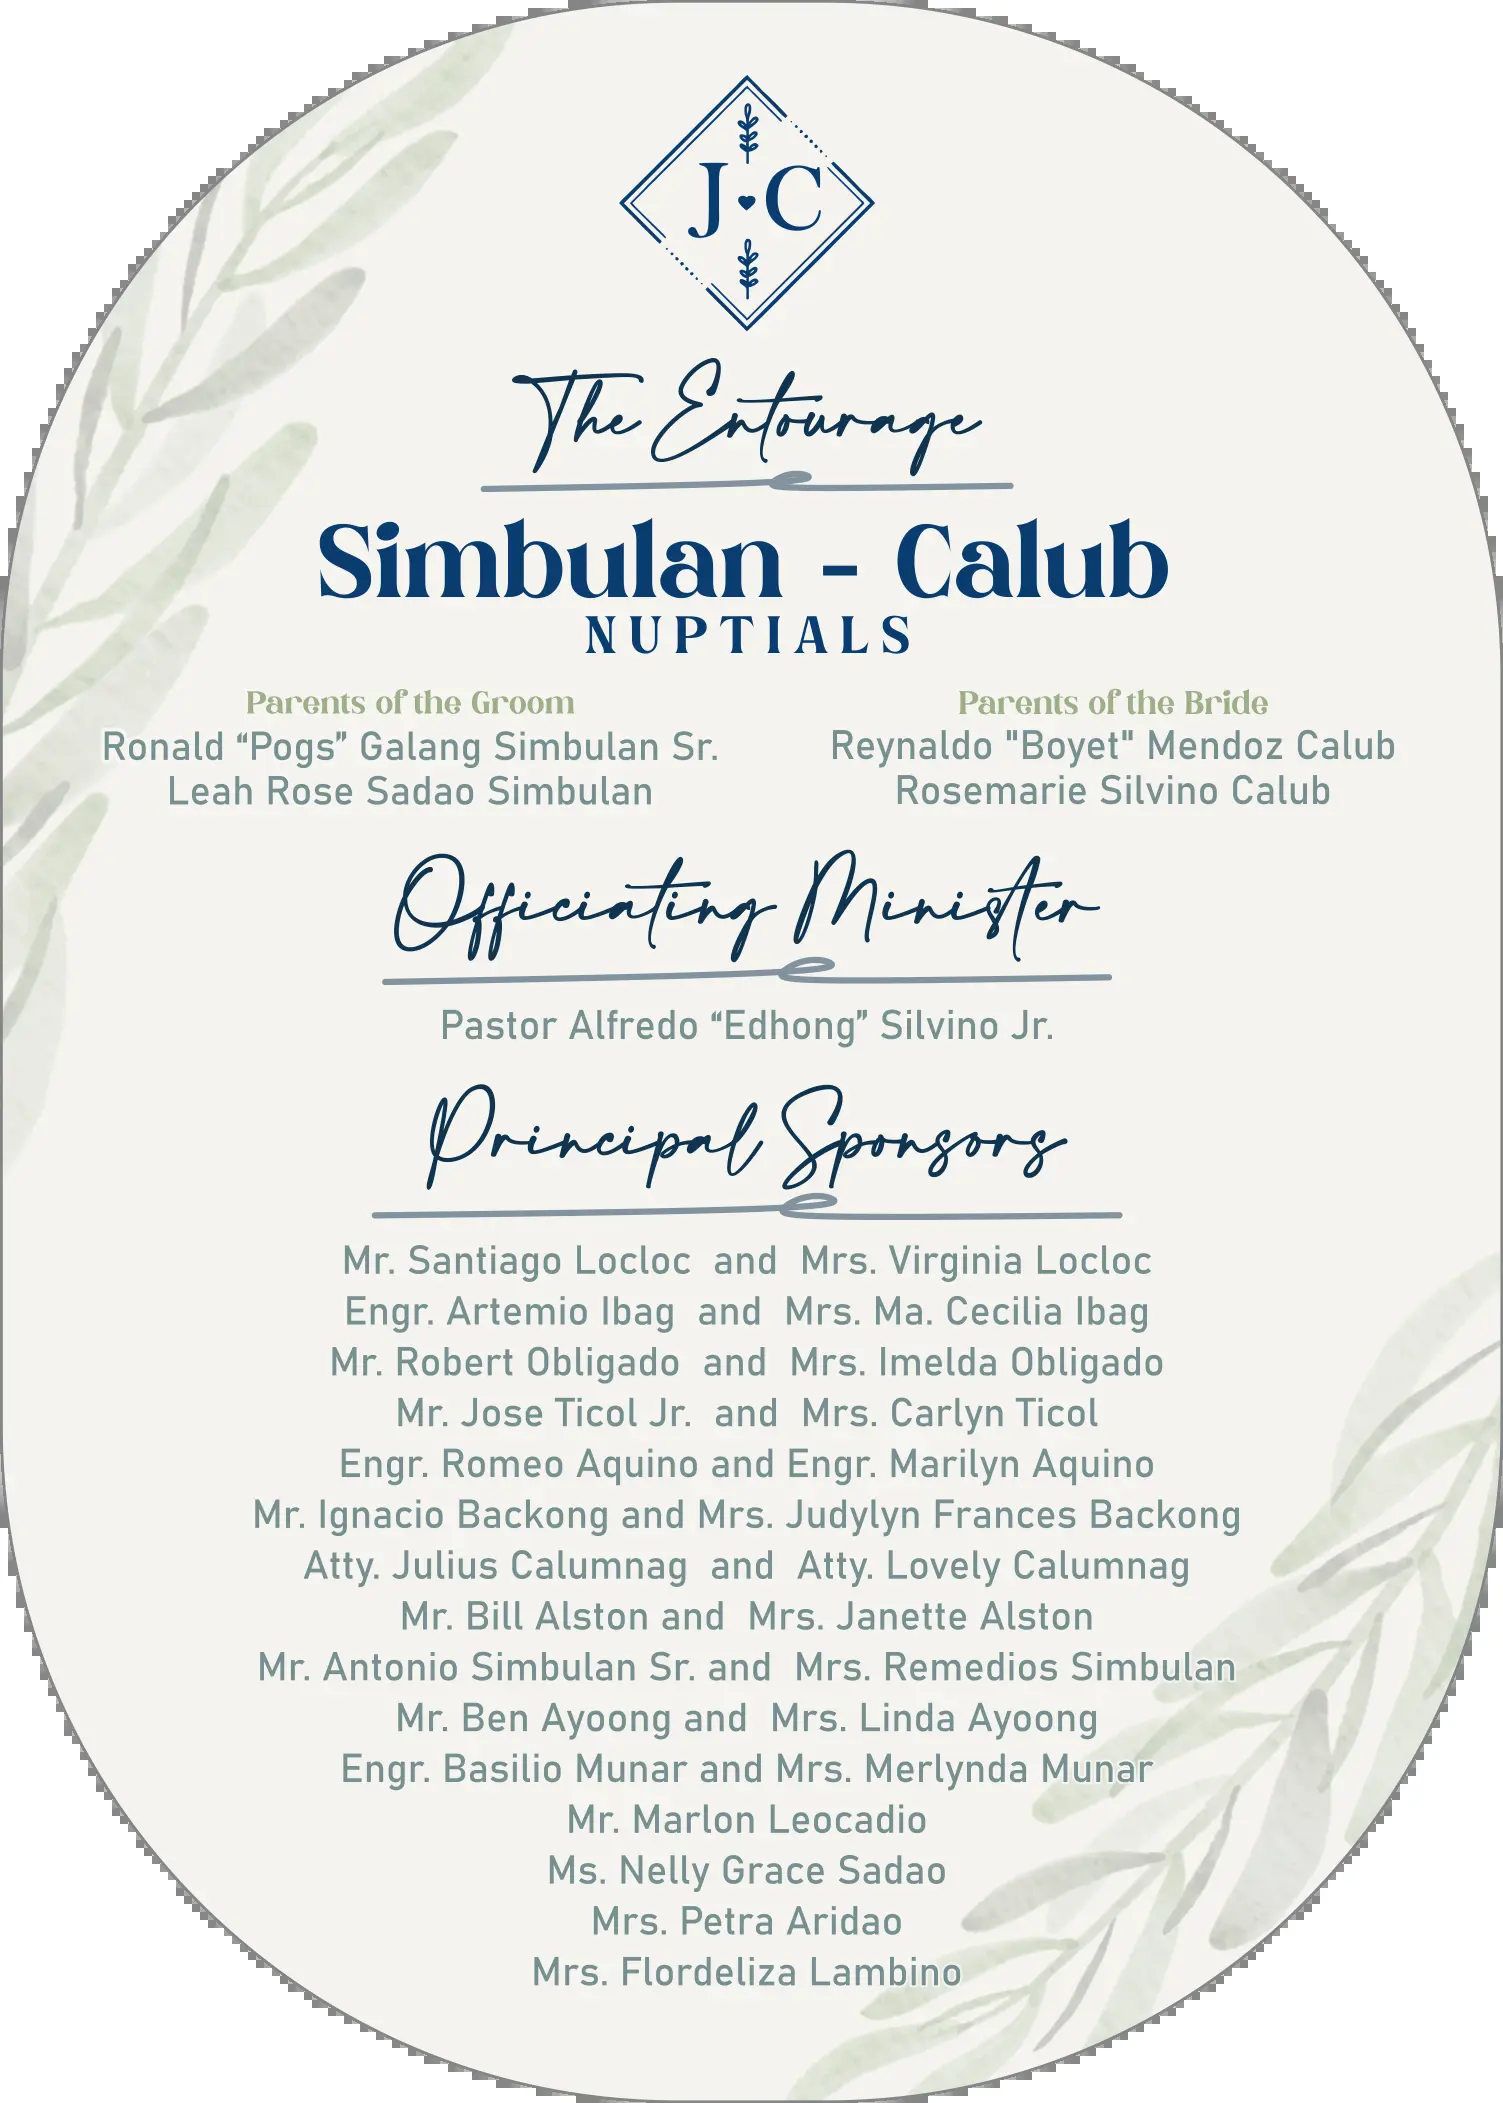 J C
The Entourage
Simbulan - Calub
NUPTIALS
Parents of the Groom
Ronald “Pogs” Galang Simbulan Sr.
Leah Rose Sadao Simbulan
Parents of the Bride
Reynaldo "Boyet" Mendoz Calub
Rosemarie Silvino Calub
Officiating Minister
Pastor Alfredo “Edhong” Silvino Jr.
Principal Sponsors
Mr. Santiago Locloc and Mrs. Virginia Locloc
Engr. Artemio Ibag and Mrs. Ma. Cecilia Ibag
Mr. Robert Obligado and Mrs. Imelda Obligado
Mr. Jose Ticol Jr. and Mrs. Carlyn Ticol
Engr. Romeo Aquino and Engr. Marilyn Aquino
Mr. Ignacio Backong and Mrs. Judylyn Frances Backong
Atty. Julius Calumnag and Atty. Lovely Calumnag
Mr. Bill Alston and Mrs. Janette Alston
Mr. Antonio Simbulan Sr. and Mrs. Remedios Simbulan
Mr. Ben Ayoong and Mrs. Linda Ayoong
Engr. Basilio Munar and Mrs. Merlynda Munar
Mr. Marlon Leocadio
Ms. Nelly Grace Sadao
Mrs. Petra Aridao
Mrs. Flordeliza Lambino